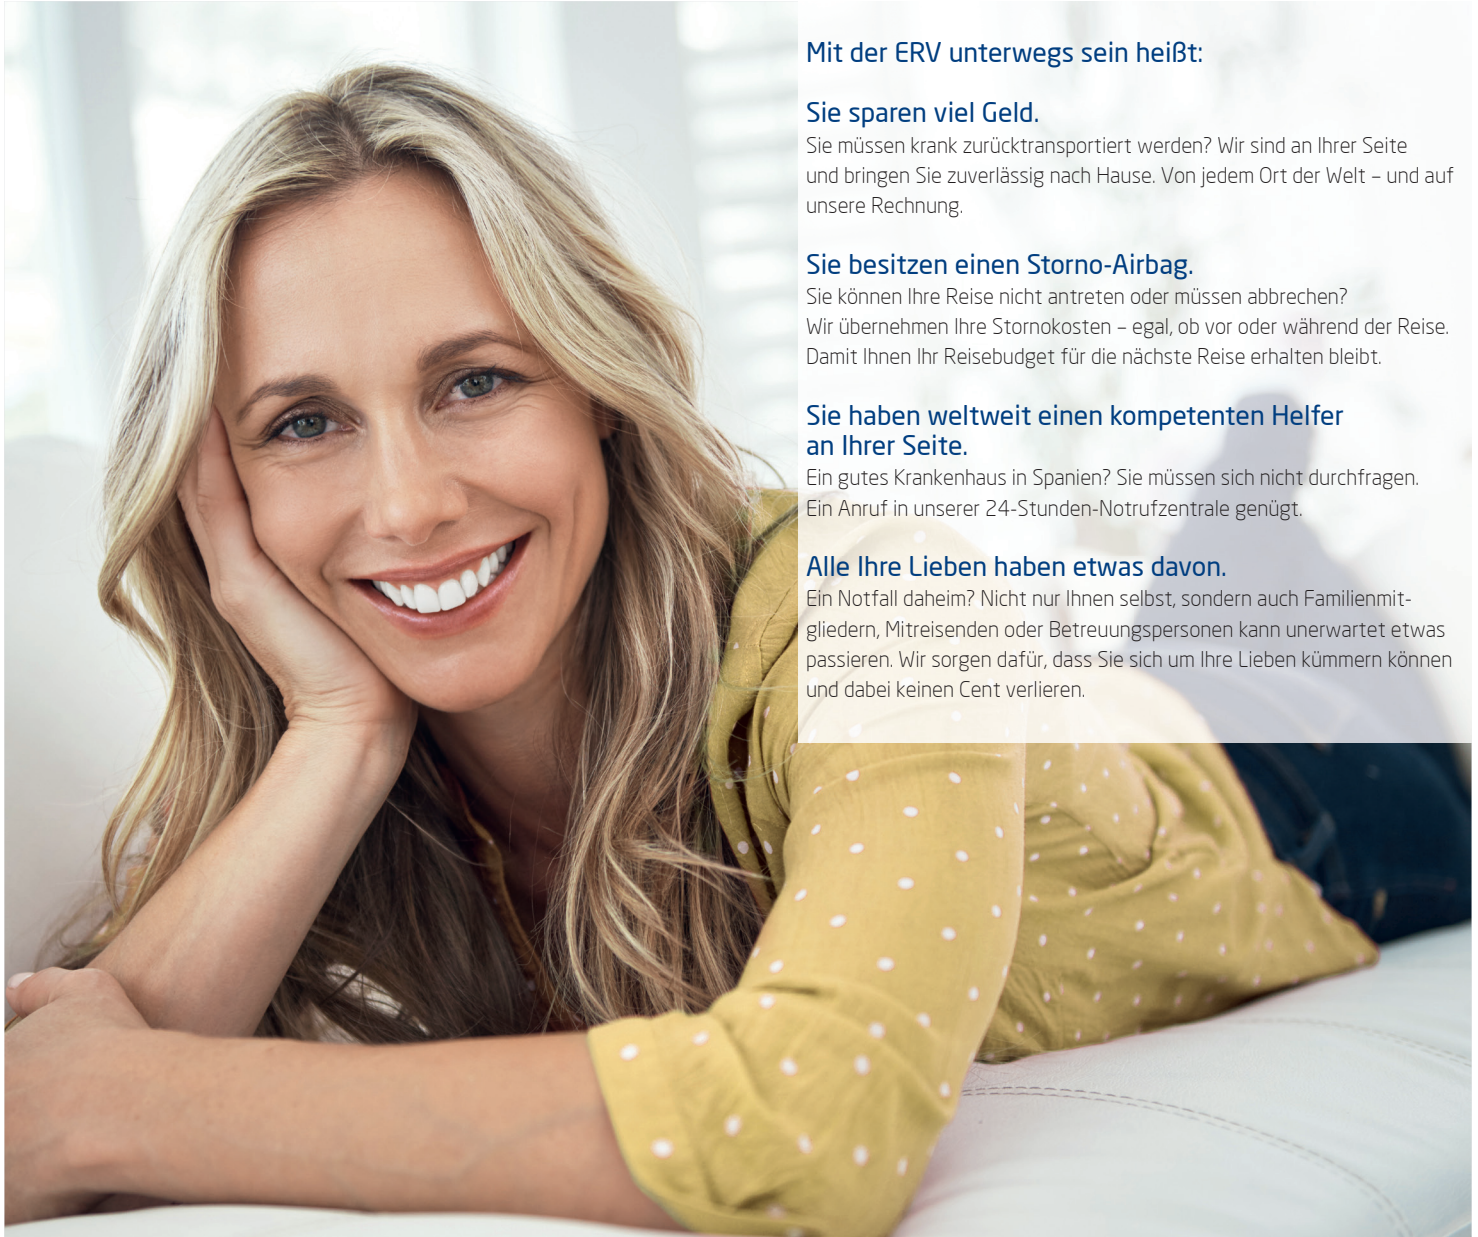 Mit der ERV unterwegs sein heißt:
Sie sparen viel Geld.
Sie müssen krank zurücktransportiert werden? Wir sind an Ihrer Seite
und bringen Sie zuverlässig nach Hause. Von jedem Ort der Welt – und auf
unsere Rechnung.
Sie besitzen einen Storno-Airbag.
Sie können Ihre Reise nicht antreten oder müssen abbrechen?
Wir übernehmen Ihre Stornokosten – egal, ob vor oder während der Reise.
Damit Ihnen Ihr Reisebudget für die nächste Reise erhalten bleibt.
Sie haben weltweit einen kompetenten Helfer
an Ihrer Seite.
Ein gutes Krankenhaus in Spanien? Sie müssen sich nicht durchfragen.
Ein Anruf in unserer 24-Stunden-Notrufzentrale genügt.
Alle Ihre Lieben haben etwas davon.
Ein Notfall daheim? Nicht nur Ihnen selbst, sondern auch Familienmit-
gliedern, Mitreisenden oder Betreuungspersonen kann unerwartet etwas
passieren. Wir sorgen dafür, dass Sie sich um Ihre Lieben kümmern können
und dabei keinen Cent verlieren.